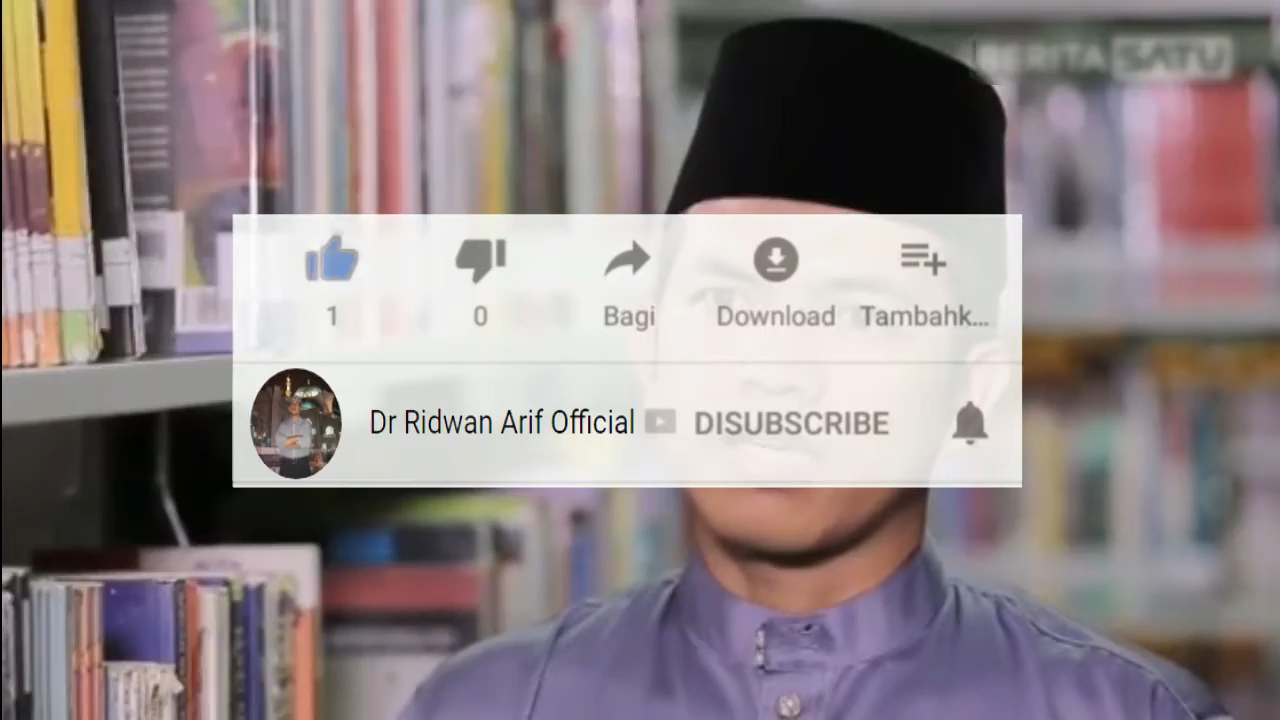 BERITA SATU
1 0 Bagi Download Tambahk...
Dr Ridwan Arif Official DISUBSCRIBE